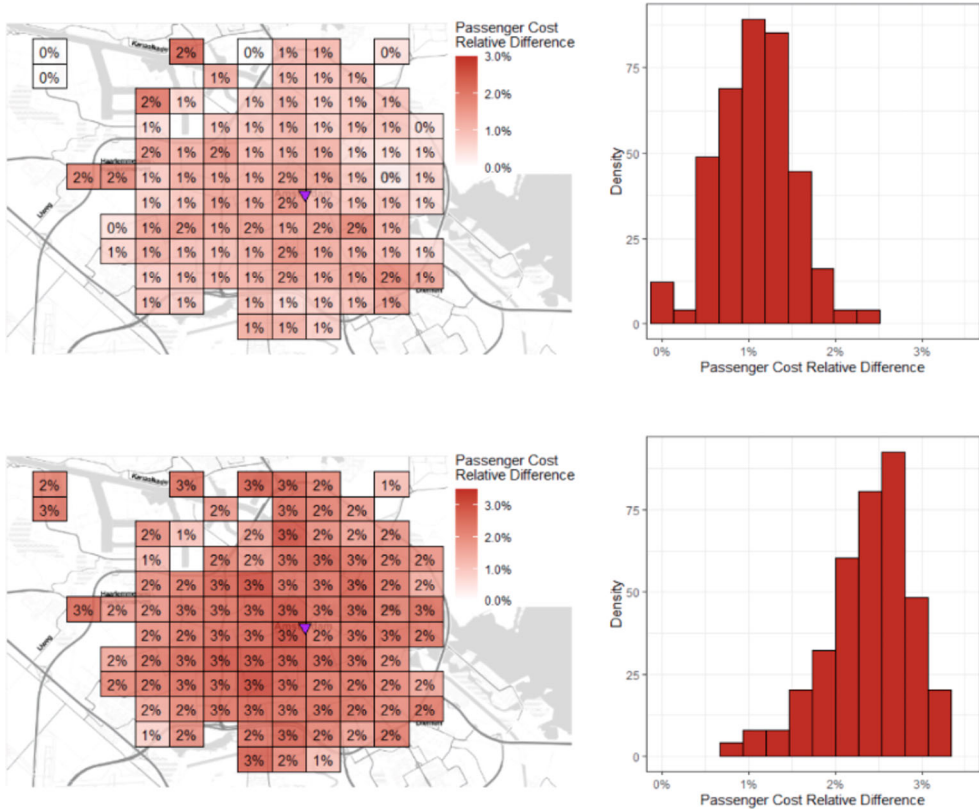 Passenger Cost
Relative Difference
3.0%
2.0%
1.0%
0.0%
0% 2% 0% 1% 1% 0%
0% 1% 1% 1% 1%
2% 1% 1% 1% 1% 1% 1%
1% 1% 1% 1% 1% 1% 1% 0%
2% 1% 2% 1% 1% 1% 1% 1% 1%
2% 2% 1% 1% 1% 1% 2% 1% 1% 0% 1%
1% 1% 1% 1% 2% 1% 1% 1% 1%
0% 1% 2% 1% 2% 1% 2% 2% 1%
1% 1% 1% 1% 1% 2% 1% 1% 1% 1%
1% 1% 1% 1% 2% 1% 1% 2% 1%
1% 1% 1% 1% 1% 1% 1%
1% 1% 1%
Density
75
50
25
0
0% 1% 2% 3%
Passenger Cost Relative Difference
Passenger Cost
Relative Difference
3.0%
2.0%
1.0%
0.0%
2% 3% 3% 3% 2% 1%
3% 2% 3% 2% 2%
2% 1% 2% 3% 2% 2% 2%
1% 2% 2% 3% 3% 3% 2% 2%
2% 2% 3% 3% 3% 3% 3% 2% 2%
3% 2% 2% 3% 3% 3% 3% 3% 3% 2% 3%
2% 2% 3% 3% 3% 2% 3% 3% 2%
2% 2% 3% 3% 3% 3% 3% 3% 2%
2% 2% 3% 3% 3% 3% 2% 2% 2% 2%
2% 2% 3% 3% 3% 3% 2% 2% 2%
1% 2% 2% 3% 2% 2% 2%
3% 2% 1%
Density
75
50
25
0
0% 1% 2% 3%
Passenger Cost Relative Difference